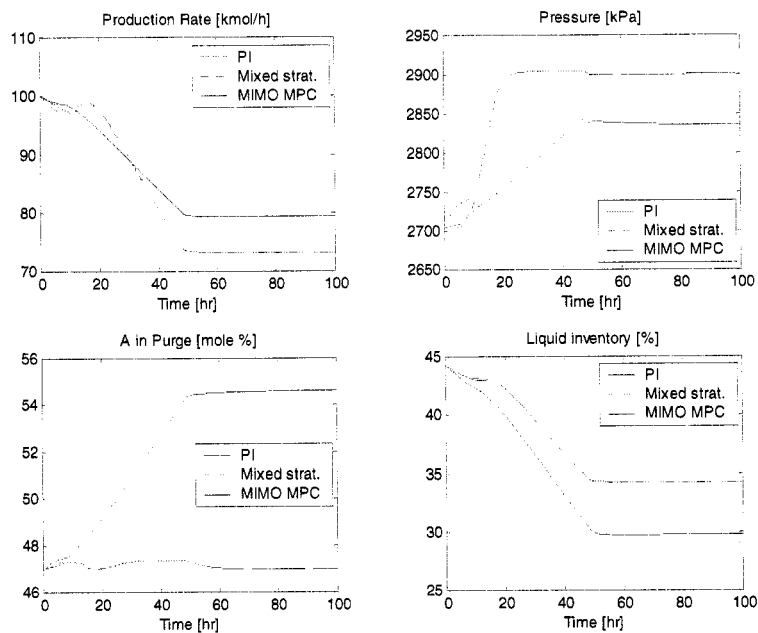 Production Rate [kmol/h]
110
100
90
80
70
0 20 40 60 80 100
Time [hr]
PI
Mixed strat.
MIMO MPC
Pressure [kPa]
2950
2900
2850
2800
2750
2700
2650
0 20 40 60 80 100
Time [hr]
PI
Mixed strat.
MIMO MPC
A in Purge [mole %]
56
54
52
50
48
46
0 20 40 60 80 100
Time [hr]
PI
Mixed strat.
MIMO MPC
Liquid inventory [%]
45
40
35
30
25
0 20 40 60 80 100
Time [hr]
PI
Mixed strat.
MIMO MPC